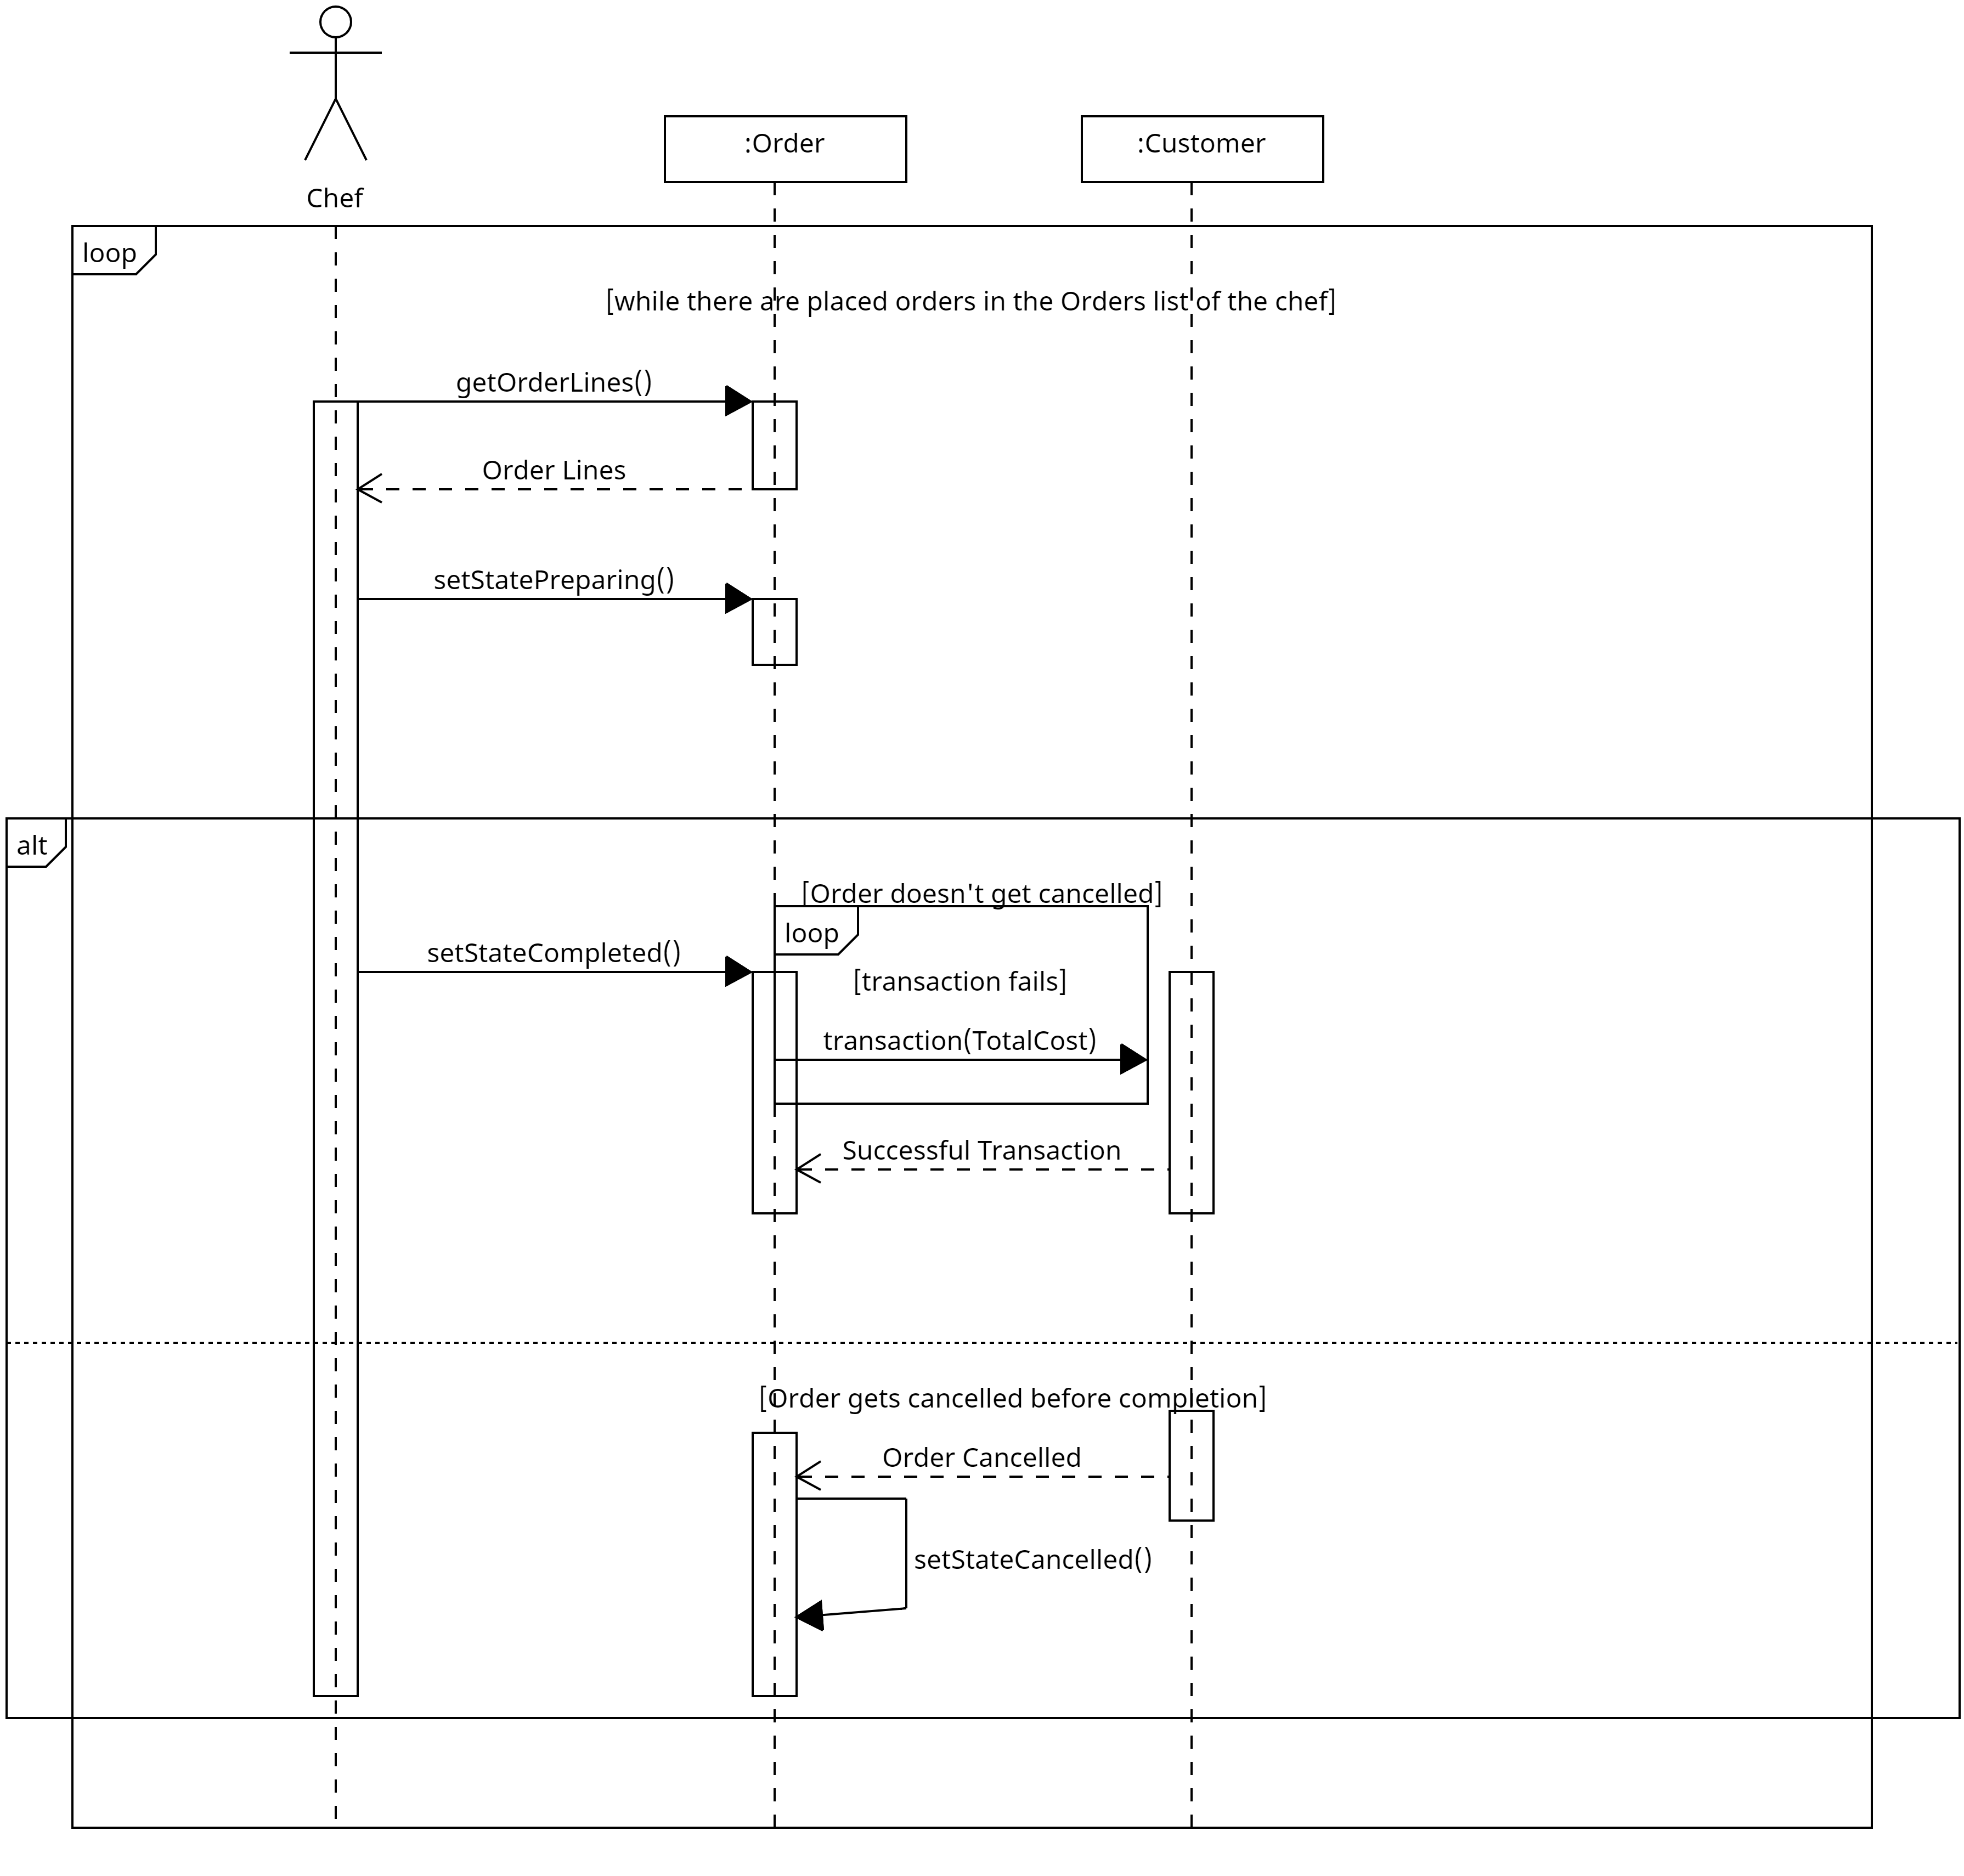 :Order
:Customer
Chef
loop
[while there are placed orders in the Orders list of the chef]
getOrderLines()
Order Lines
setStatePreparing()
alt
[Order doesn't get cancelled]
loop
setStateCompleted()
[transaction fails]
transaction(TotalCost)
Successful Transaction
[Order gets cancelled before completion]
Order Cancelled
setStateCancelled()